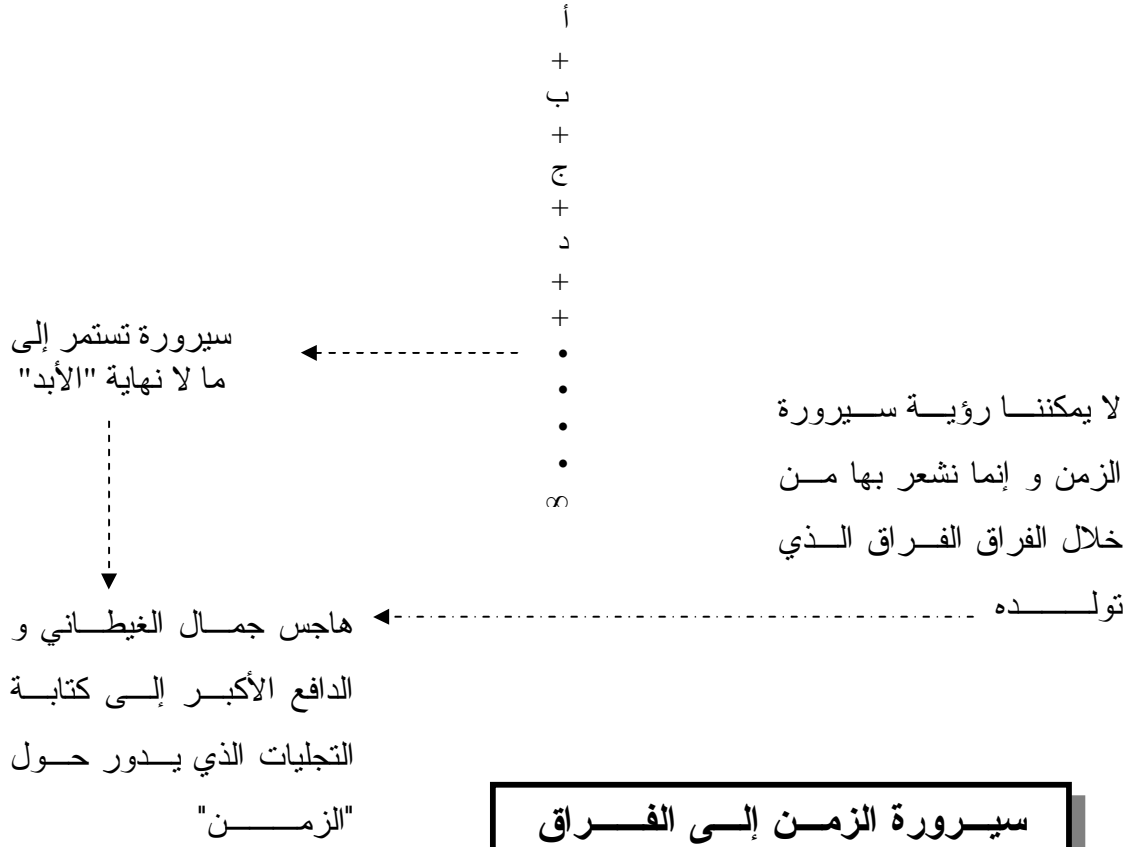 أ
+
ب
+
ج
+
د
+
+
•
•
•
•
∞
سيرورة تستمر إلى
ما لا نهاية "الأبد"
لا يمكننا رؤية سيرورة
الزمن و إنما نشعر بها من
خلال الفراق الفراق الذي
تولده
هاجس جمال الغيطاني و
الدافع الأكبر إلى كتابة
التجليات الذي يدور حول
"الزمن"
سيرورة الزمن إلى الفراق